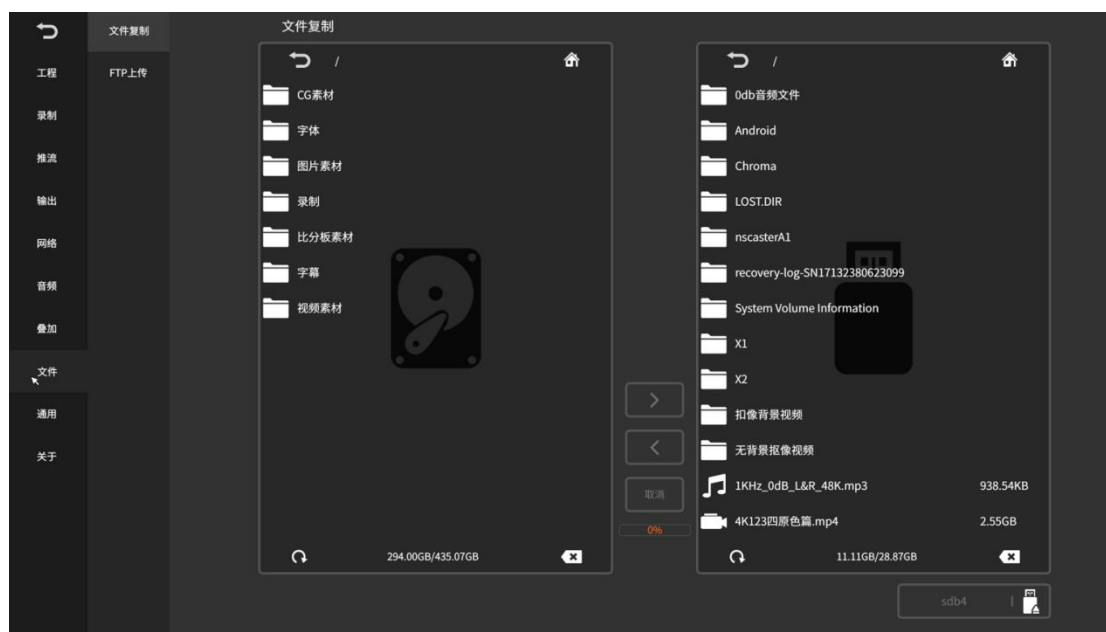 工程
录制
推流
输出
网络
音频
叠加
文件
通用
关于
文件复制
FTP上传
文件复制
/
CG素材
字体
图片素材
录制
比分板素材
字幕
视频素材
294.00GB/435.07GB
>
<
取消
0%
/
0db音频文件
Android
Chroma
LOST.DIR
nscasterA1
recovery-log-SN17132380623099
System Volume Information
X1
X2
扣像背景视频
无背景抠像视频
1KHz_0dB_L&R_48K.mp3 938.54KB
4K123四原色篇.mp4 2.55GB
11.11GB/28.87GB
sdb4